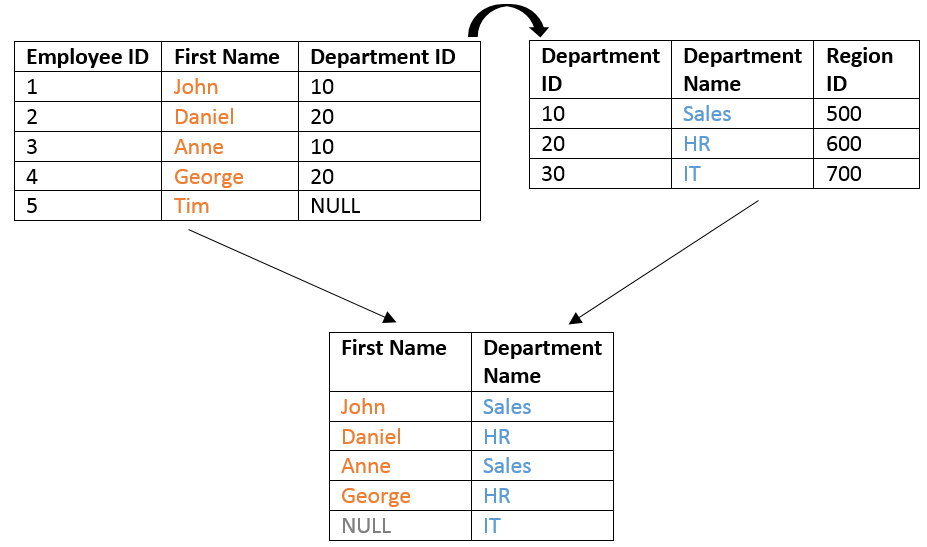 Employee ID First Name Department ID
1 John 10
2 Daniel 20
3 Anne 10
4 George 20
5 Tim NULL
Department ID Department Name Region ID
10 Sales 500
20 HR 600
30 IT 700
First Name Department Name
John Sales
Daniel HR
Anne Sales
George HR
NULL IT